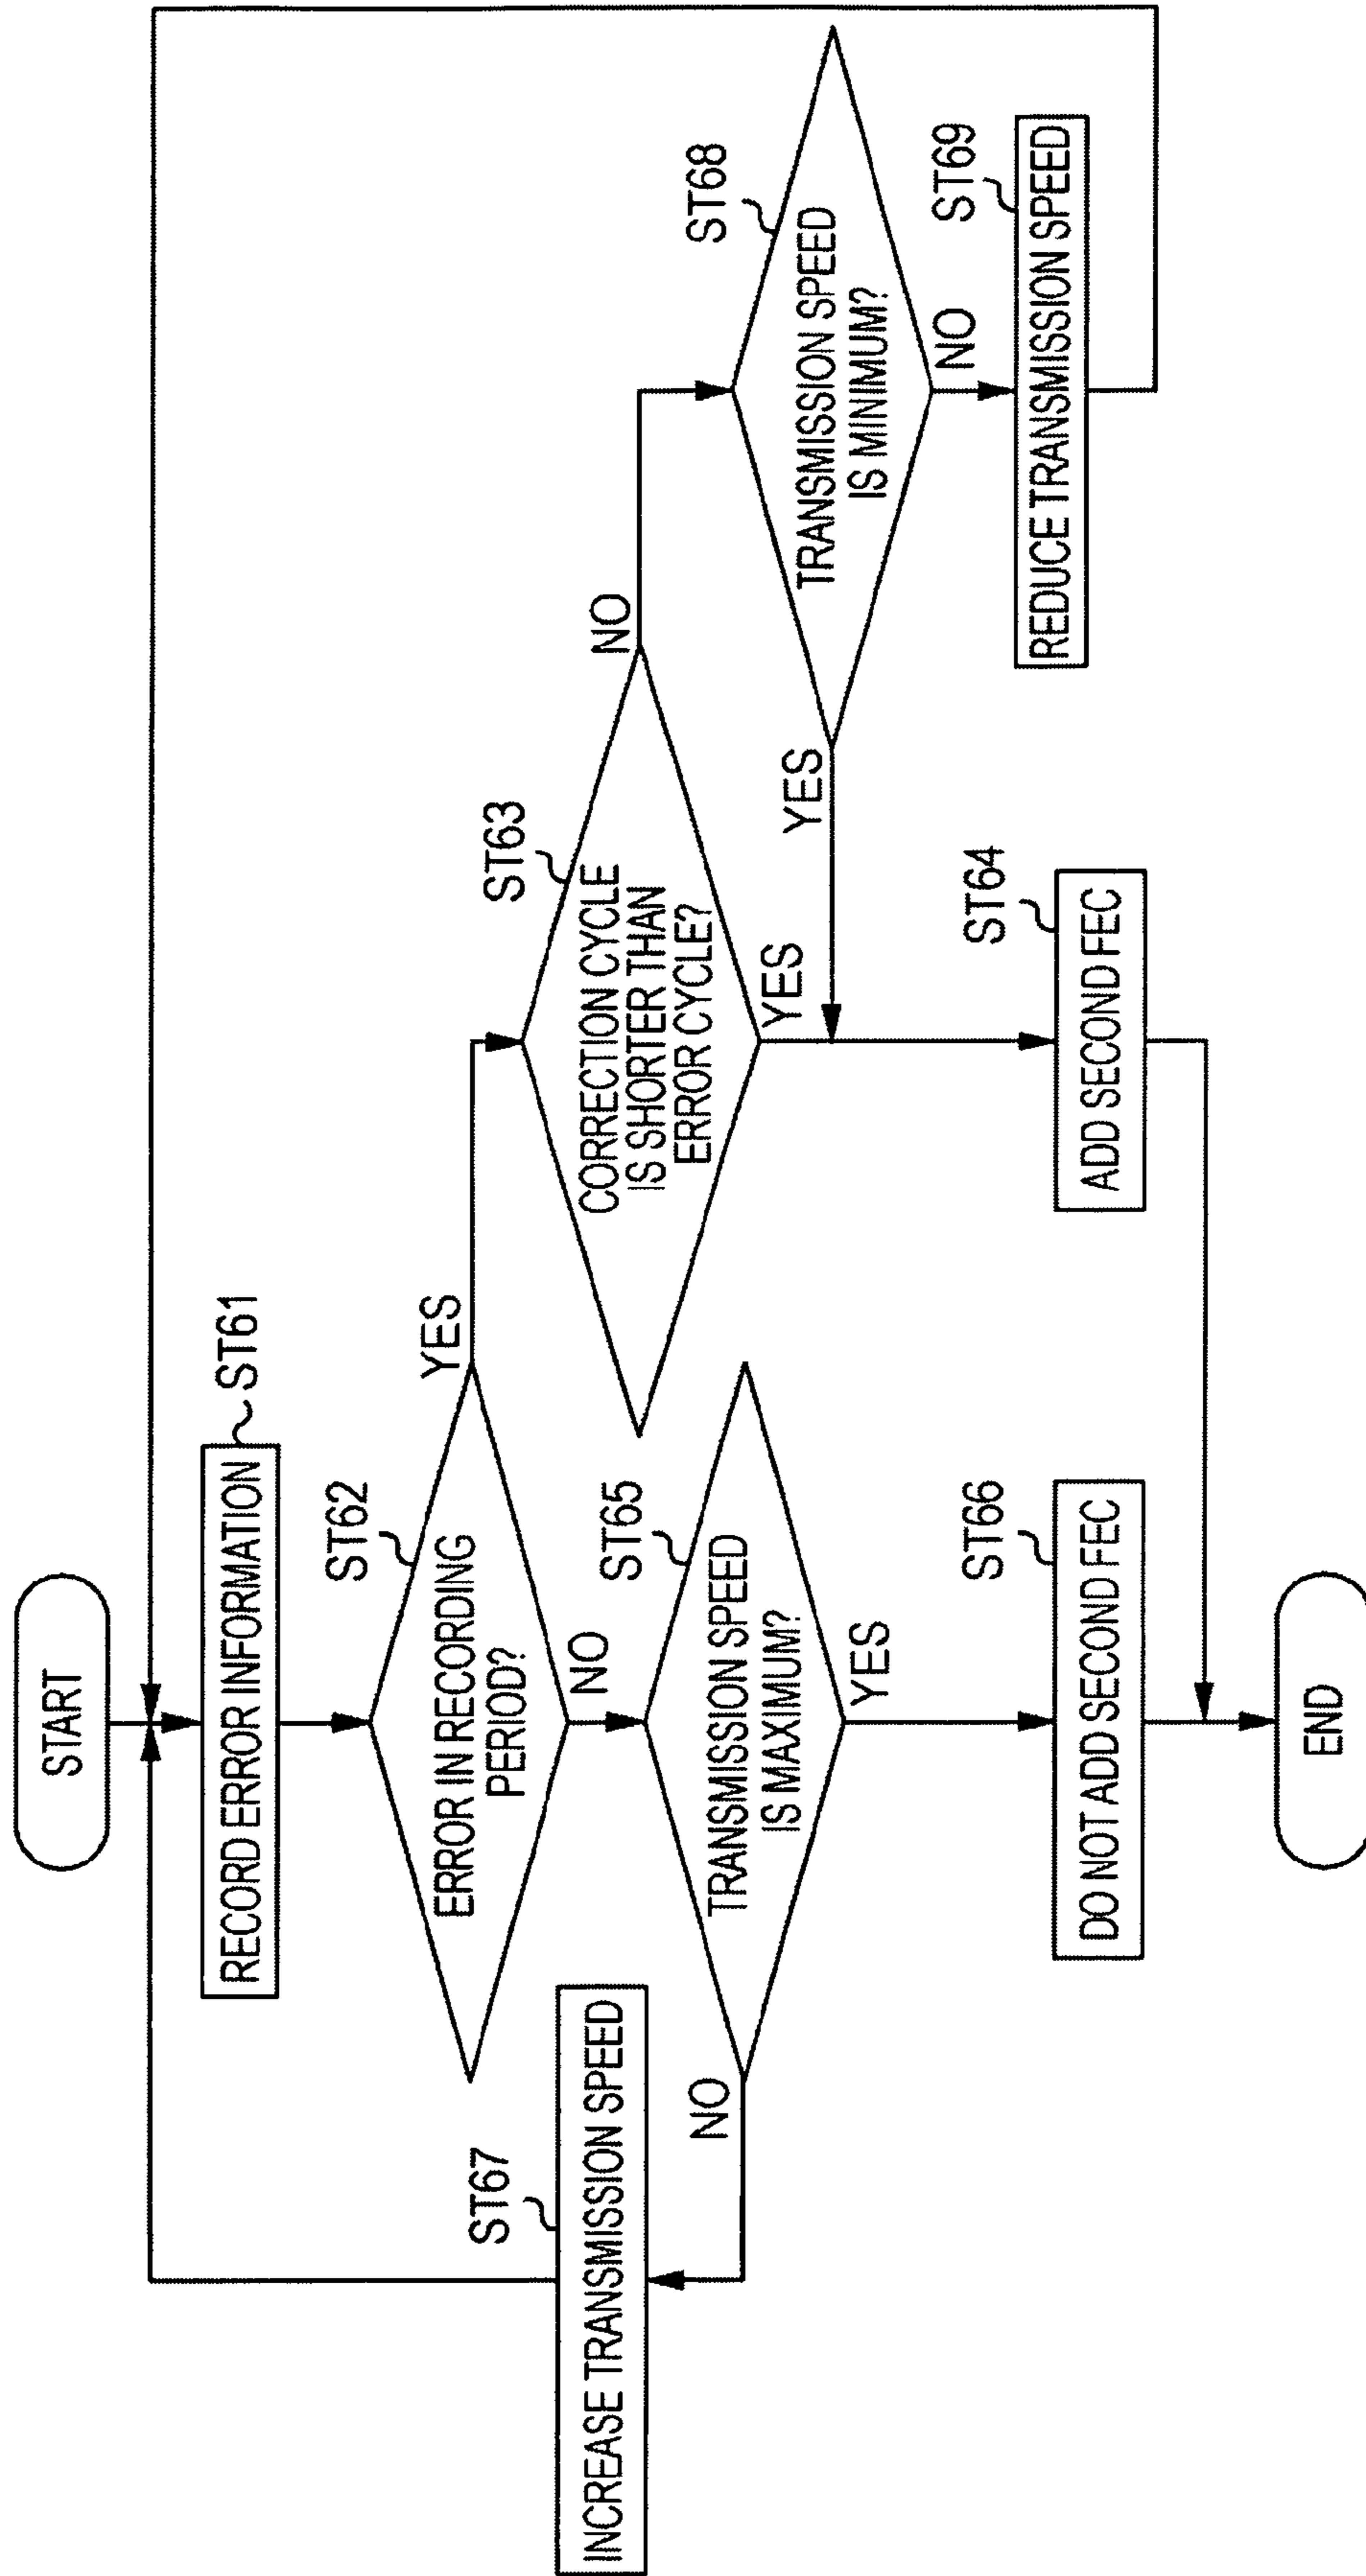 START
RECORD ERROR INFORMATION
ST61
ST62
ERROR IN RECORDING
PERIOD?
YES
NO
ST63
CORRECTION CYCLE
IS SHORTER THAN
ERROR CYCLE?
NO
YES
ST67
INCREASE TRANSMISSION SPEED
ST65
TRANSMISSION SPEED
IS MAXIMUM?
NO
YES
ST68
TRANSMISSION SPEED
IS MINIMUM?
YES
NO
ST66
DO NOT ADD SECOND FEC
ST64
ADD SECOND FEC
ST69
REDUCE TRANSMISSION SPEED
END